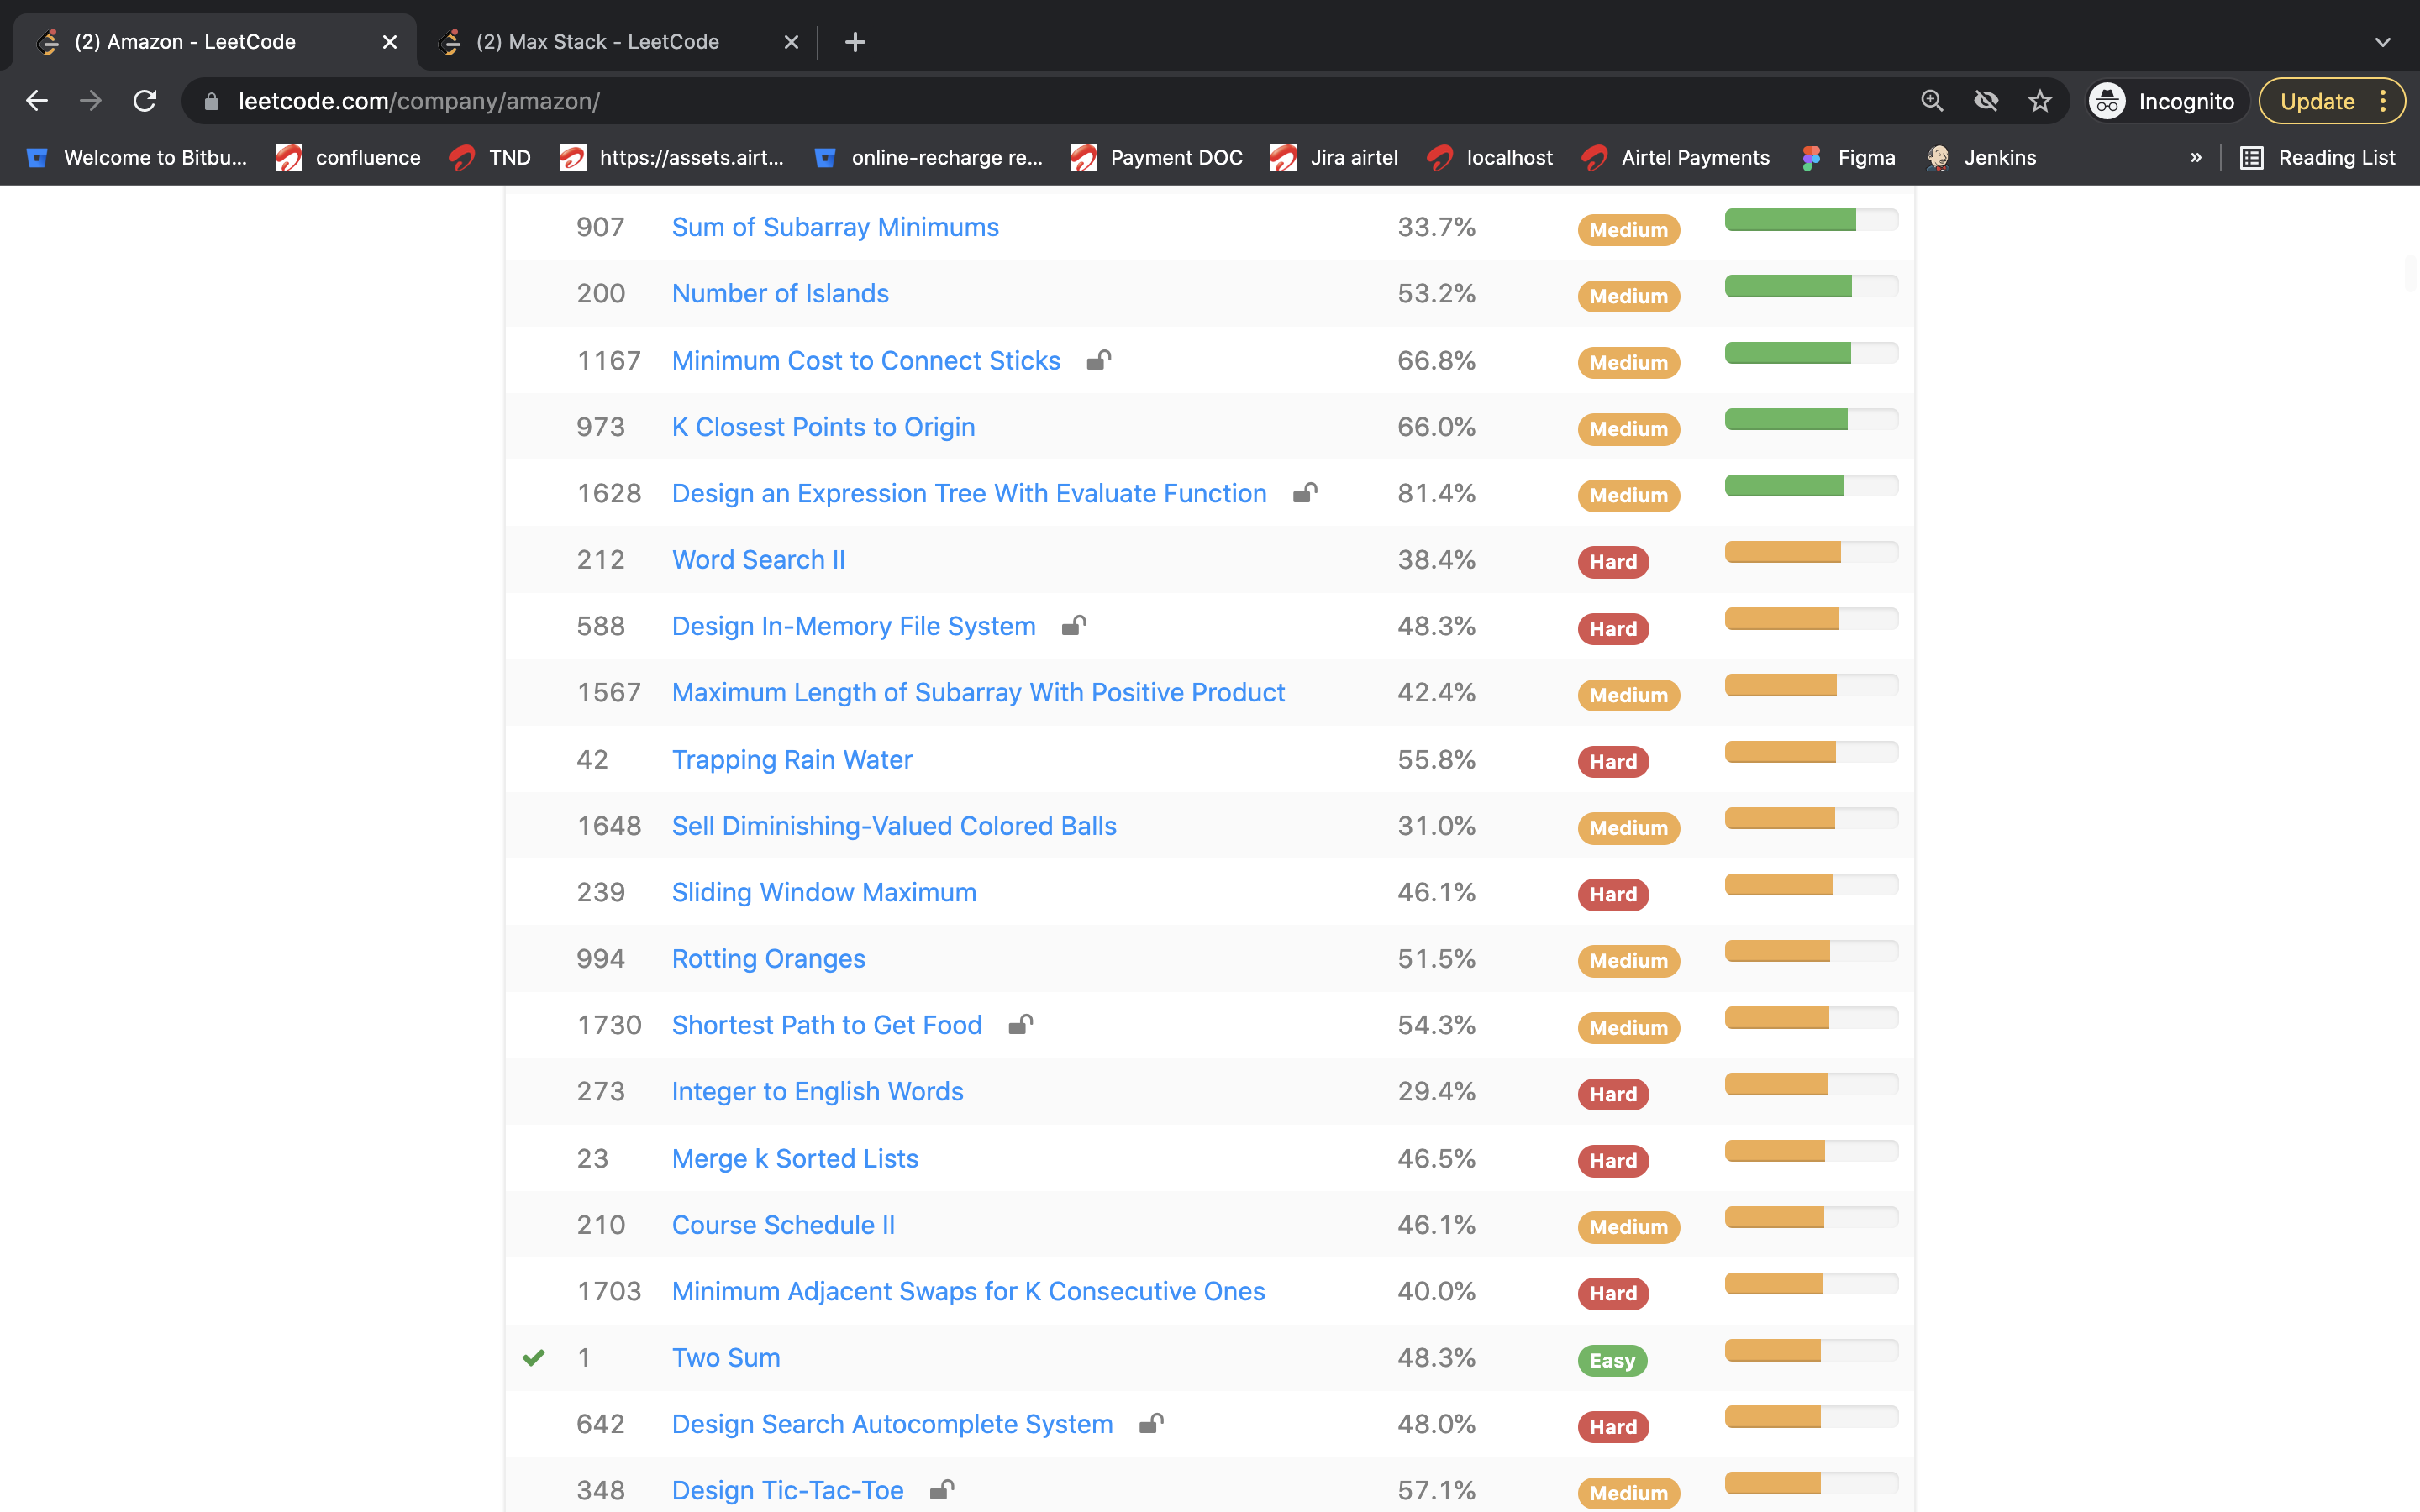 (2) Amazon - LeetCode
(2) Max Stack - LeetCode
leetcode.com/company/amazon/
Incognito
Update
Welcome to Bitbu... confluence TND https://assets.airt... online-recharge re... Payment DOC Jira airtel localhost Airtel Payments Figma Jenkins » Reading List
907 Sum of Subarray Minimums 33.7% Medium
200 Number of Islands 53.2% Medium
1167 Minimum Cost to Connect Sticks 66.8% Medium
973 K Closest Points to Origin 66.0% Medium
1628 Design an Expression Tree With Evaluate Function 81.4% Medium
212 Word Search II 38.4% Hard
588 Design In-Memory File System 48.3% Hard
1567 Maximum Length of Subarray With Positive Product 42.4% Medium
42 Trapping Rain Water 55.8% Hard
1648 Sell Diminishing-Valued Colored Balls 31.0% Medium
239 Sliding Window Maximum 46.1% Hard
994 Rotting Oranges 51.5% Medium
1730 Shortest Path to Get Food 54.3% Medium
273 Integer to English Words 29.4% Hard
23 Merge k Sorted Lists 46.5% Hard
210 Course Schedule II 46.1% Medium
1703 Minimum Adjacent Swaps for K Consecutive Ones 40.0% Hard
1 Two Sum 48.3% Easy
642 Design Search Autocomplete System 48.0% Hard
348 Design Tic-Tac-Toe 57.1% Medium